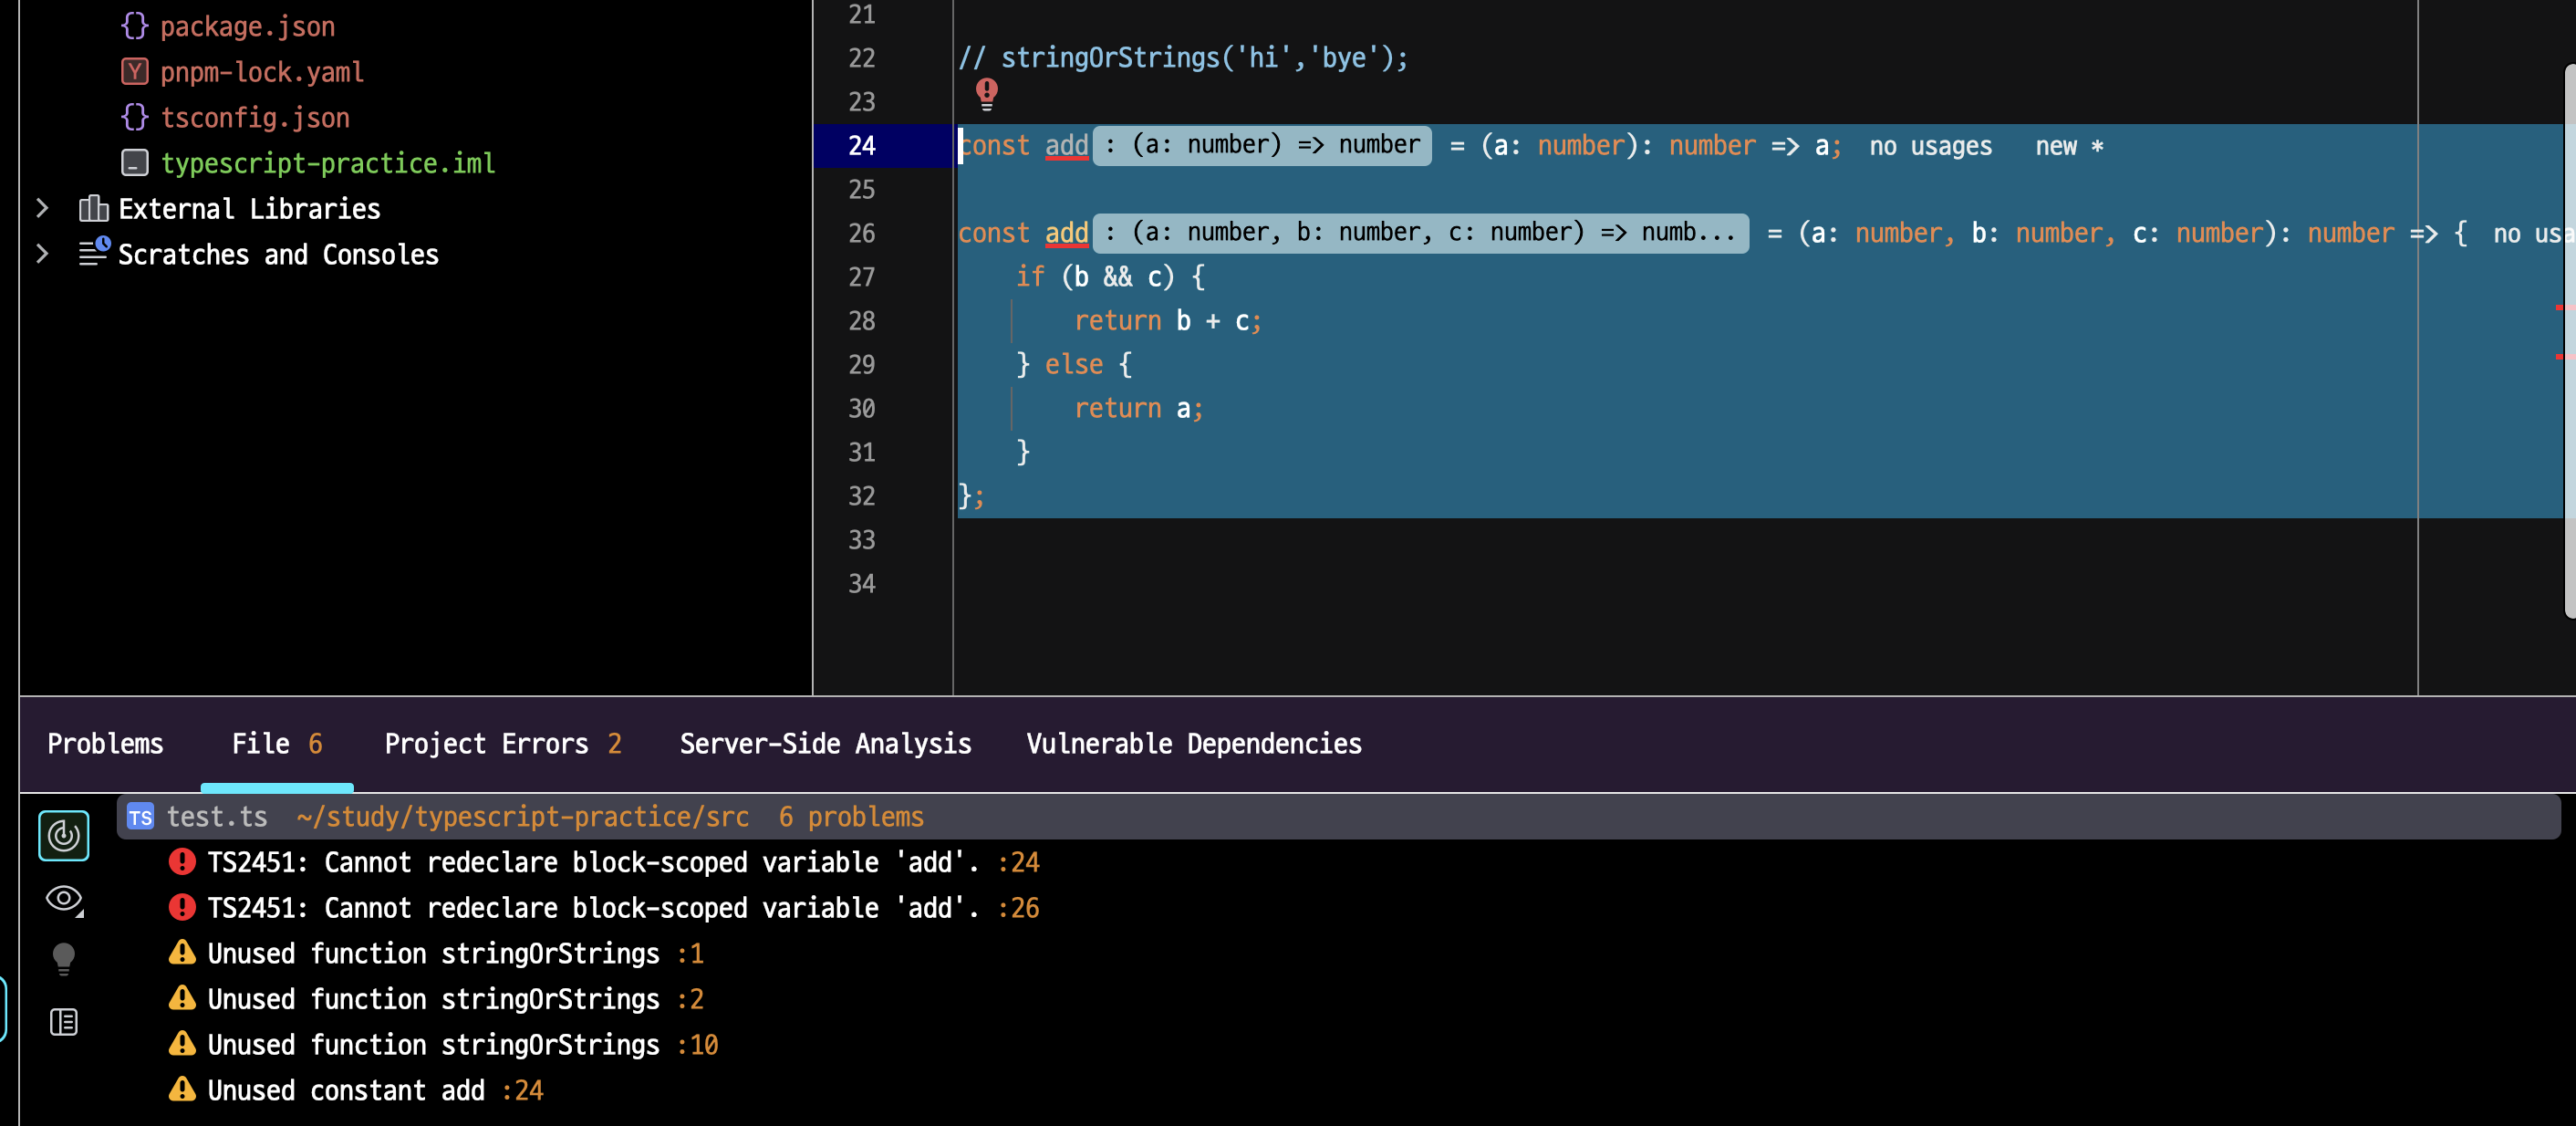 package.json
pnpm-lock.yaml
tsconfig.json
typescript-practice.iml
External Libraries
Scratches and Consoles
21
22 // stringOrStrings('hi','bye');
23
24 const add : (a: number) => number = (a: number): number => a; no usages new *
25
26 const add : (a: number, b: number, c: number) => numb... = (a: number, b: number, c: number): number => { no usa
27 if (b && c) {
28 return b + c;
29 } else {
30 return a;
31 }
32 };
33
34
Problems File 6 Project Errors 2 Server-Side Analysis Vulnerable Dependencies
TS test.ts ~/study/typescript-practice/src 6 problems
TS2451: Cannot redeclare block-scoped variable 'add'. :24
TS2451: Cannot redeclare block-scoped variable 'add'. :26
Unused function stringOrStrings :1
Unused function stringOrStrings :2
Unused function stringOrStrings :10
Unused constant add :24